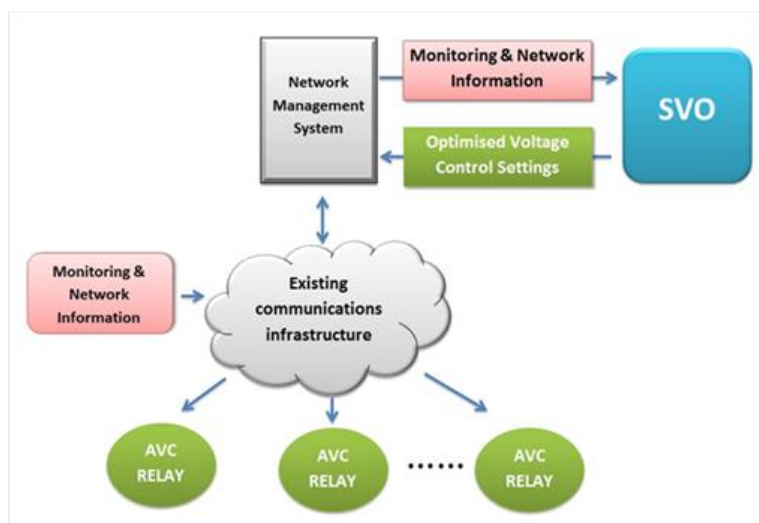 Monitoring & Network
Information
Network
Management
System
SVO
Optimised Voltage
Control Settings
Monitoring &
Network
Information
Existing
communications
infrastructure
AVC
RELAY
AVC
RELAY
......
AVC
RELAY